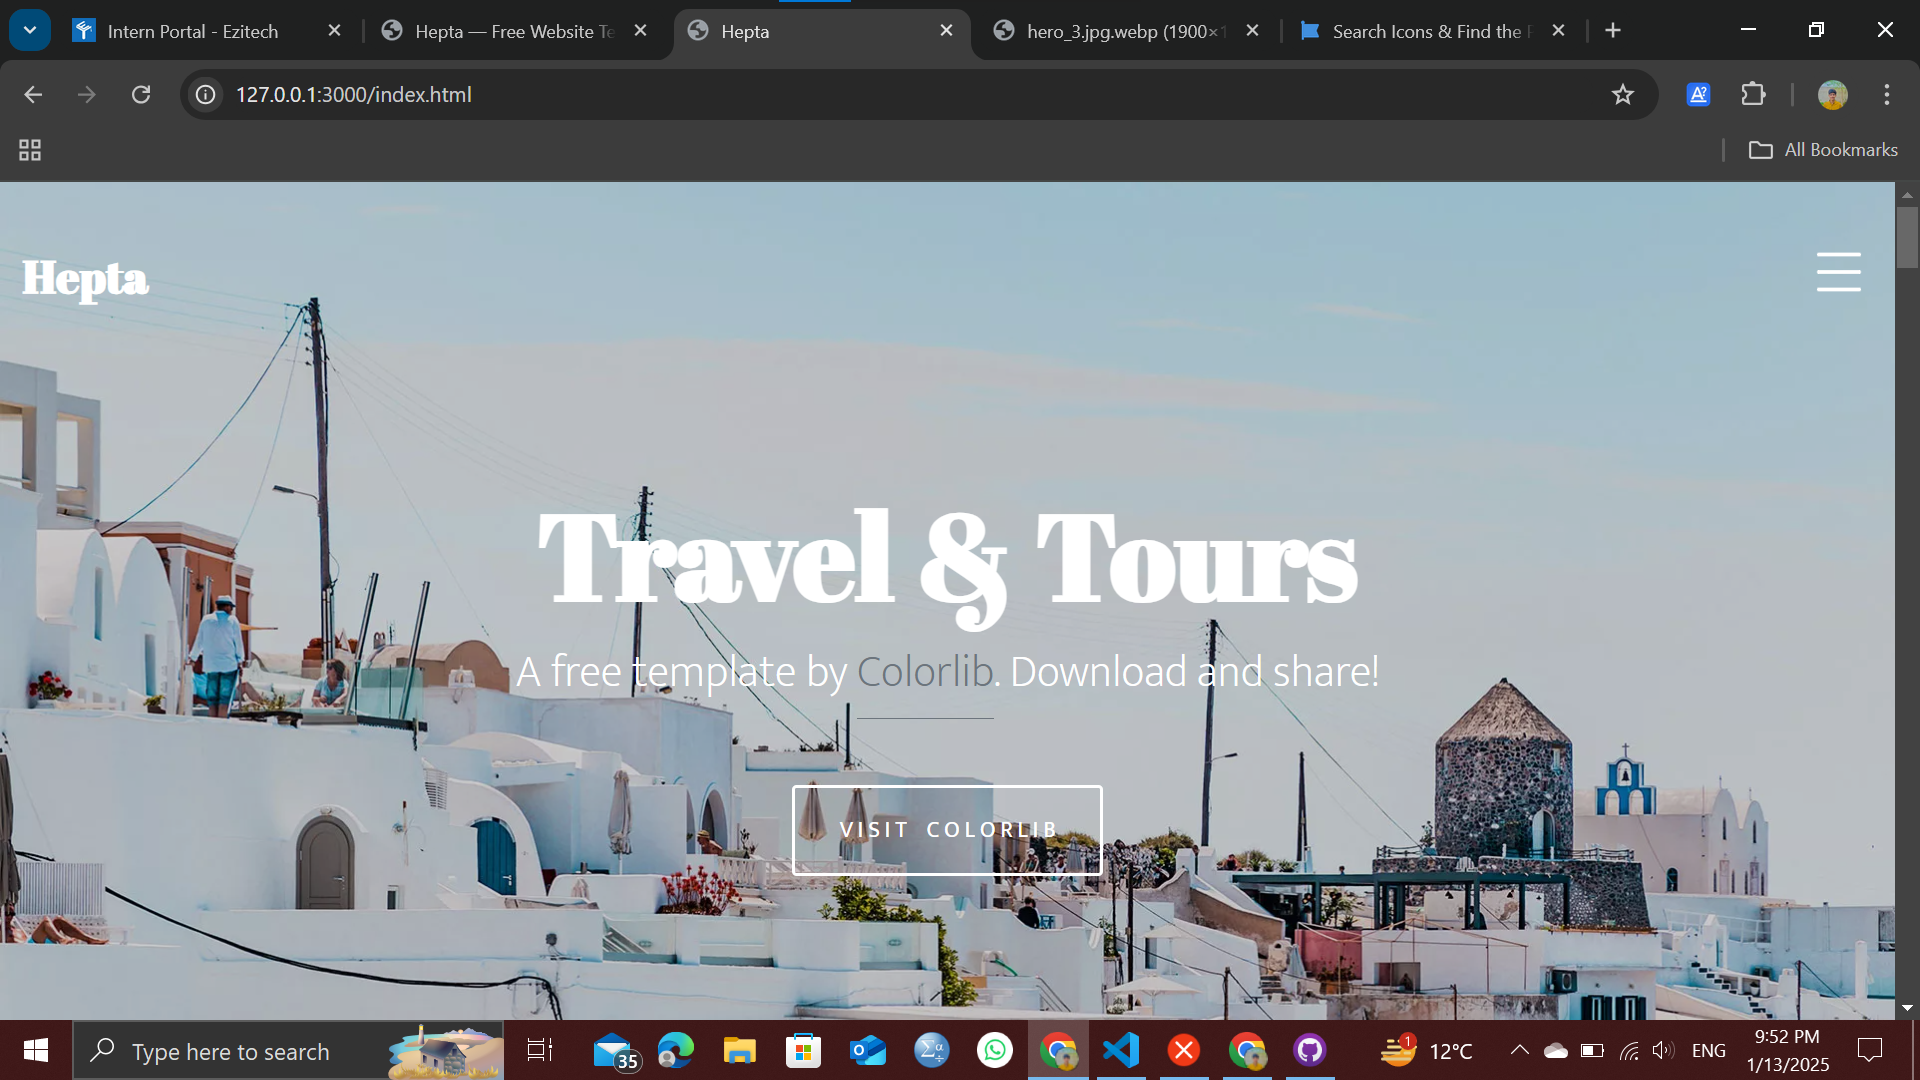 Intern Portal - Ezitech
Hepta — Free Website Te
Hepta
hero_3.jpg.webp (1900×1
Search Icons & Find the P
127.0.0.1:3000/index.html
All Bookmarks
Hepta
Travel & Tours
A free template by Colorlib. Download and share!
VISIT COLORLIB
Type here to search
35
1
12°C
ENG
9:52 PM
1/13/2025